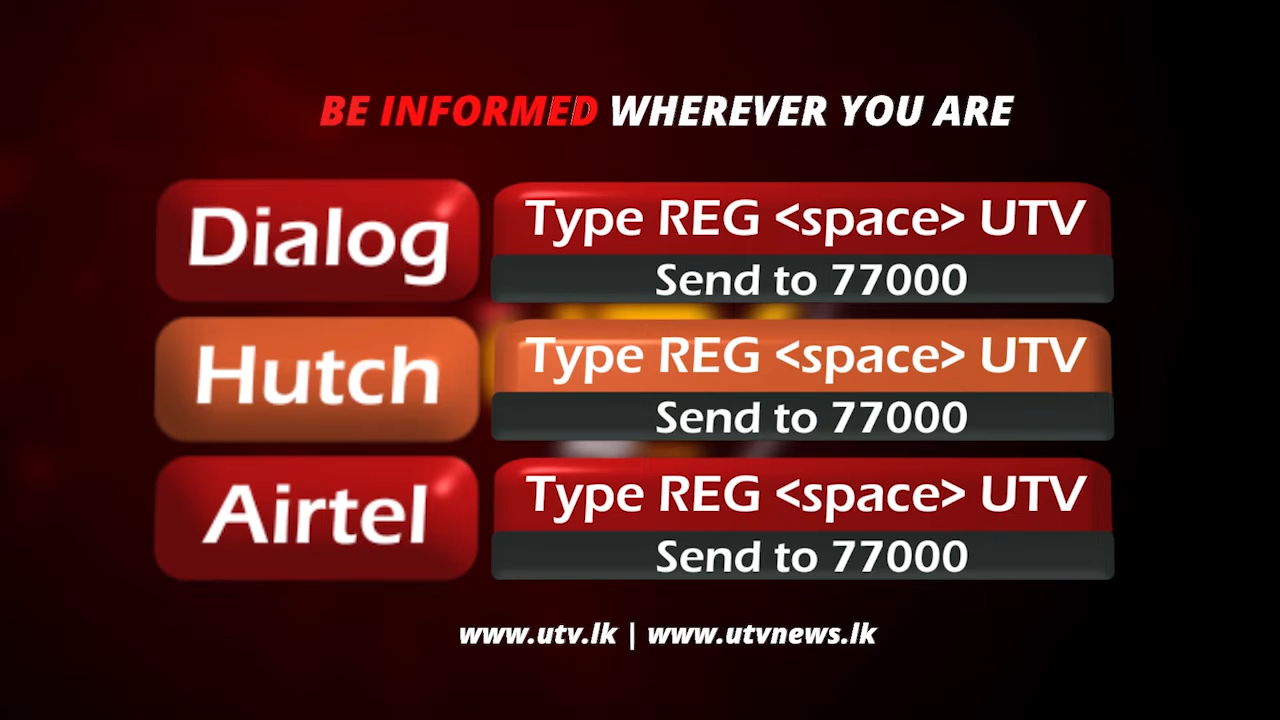 BE INFORMED WHEREVER YOU ARE
Dialog
Type REG <space> UTV
Send to 77000
Hutch
Type REG <space> UTV
Send to 77000
Airtel
Type REG <space> UTV
Send to 77000
www.utv.lk | www.utvnews.lk